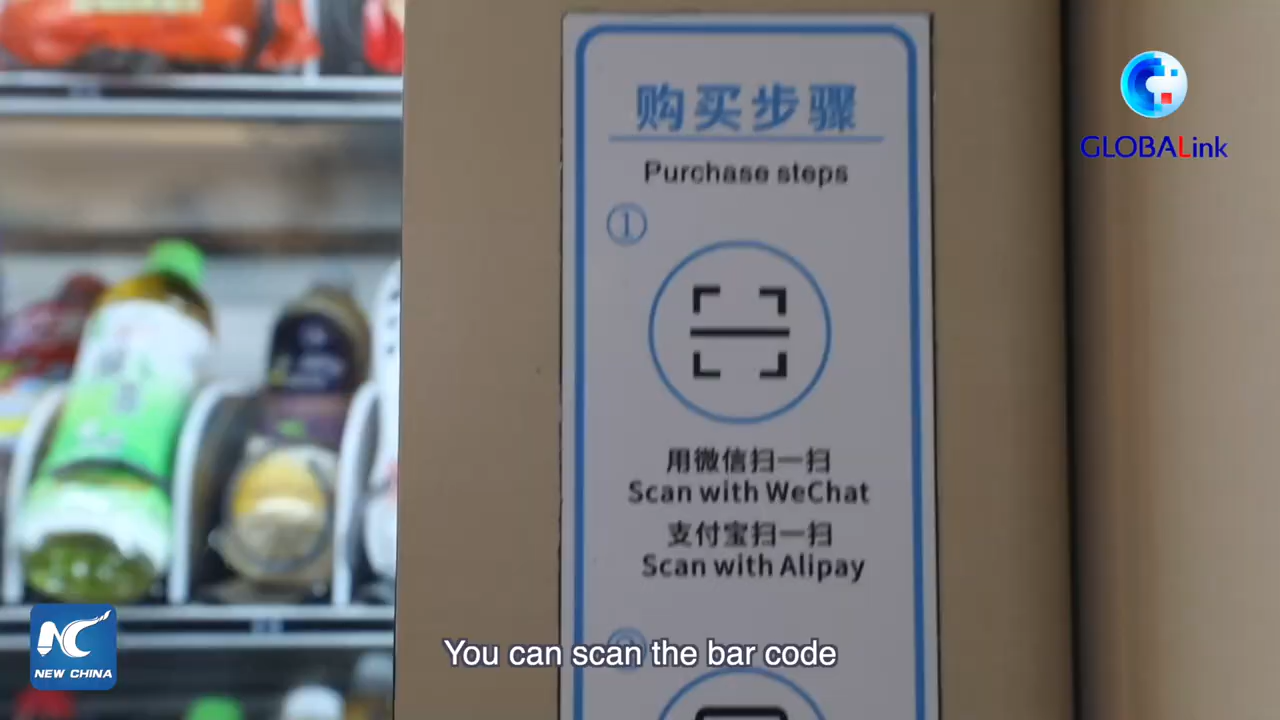 购买步骤
Purchase steps
①
用微信扫一扫
Scan with WeChat
支付宝扫一扫
Scan with Alipay
GLOBALink
NEW CHINA
You can scan the bar code